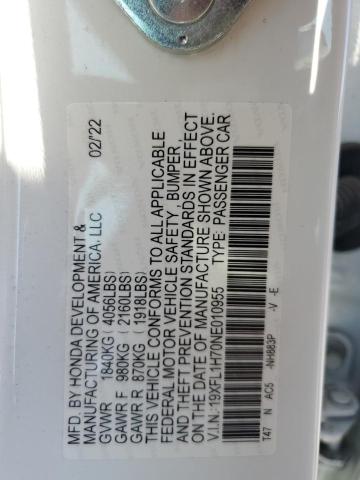 MFD. BY HONDA DEVELOPMENT &
MANUFACTURING OF AMERICA, LLC 02/'22
GVWR 1840KG ( 4056LBS)
GAWR F 980KG ( 2160LBS)
GAWR R 870KG ( 1918LBS)
THIS VEHICLE CONFORMS TO ALL APPLICABLE
FEDERAL MOTOR VEHICLE SAFETY, BUMPER,
AND THEFT PREVENTION STANDARDS IN EFFECT
ON THE DATE OF MANUFACTURE SHOWN ABOVE.
V.I.N.: 19XFL1H70NE010955 TYPE: PASSENGER CAR
T47 N AC5 -NH883P -V -E